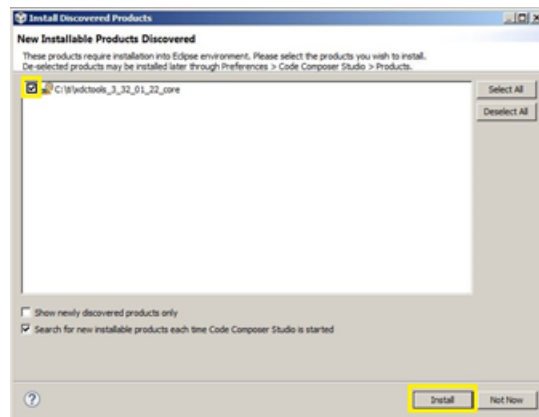 Install Discovered Products
New Installable Products Discovered
These products require installation into Eclipse environment. Please select the products you wish to install.
De-selected products may be installed later through Preferences > Code Composer Studio > Products.
C:\ti\xdctools_3_32_01_22_core
Select All
Deselect All
Show newly discovered products only
Search for new installable products each time Code Composer Studio is started
?
Install
Not Now